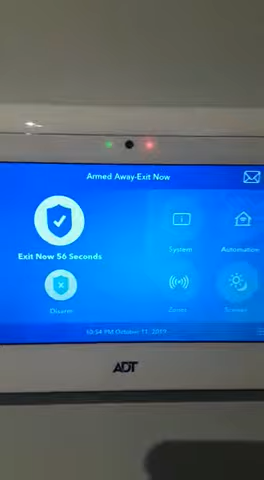 Armed Away-Exit Now
Exit Now 56 Seconds
System
Automation
Disarm
Zones
Scenes
10:54 PM October 11, 2019
ADT